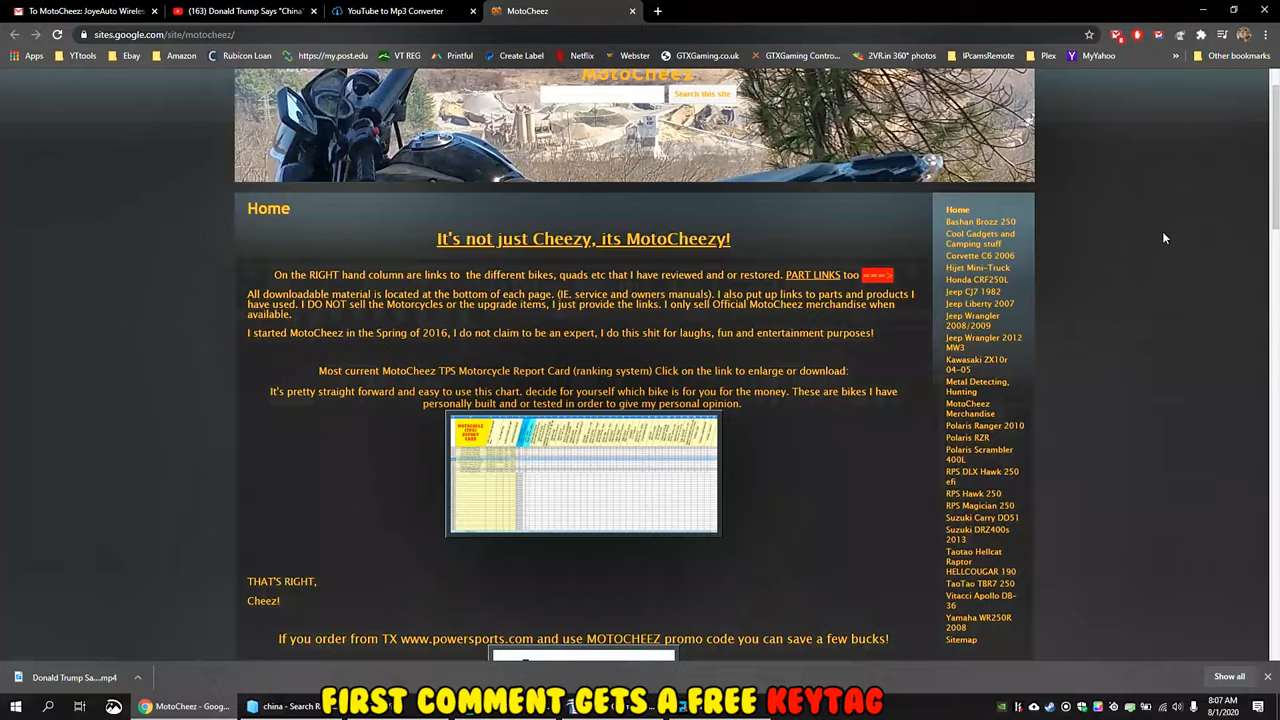 To MotoCheez: JoyeAuto Wireles
(163) Donald Trump Says "China"
YouTube to Mp3 Converter
MotoCheez
sites.google.com/site/motocheez/
Apps
YTtools
Ebay
Amazon
Rubicon Loan
https://my.post.edu
VT REG
Printful
Create Label
Netflix
Webster
GTXGaming.co.uk
GTXGaming Contro...
2VR.in 360° photos
IPcamsRemote
Plex
MyYahoo
»
Other bookmarks
MotoCheez
Search this site
Home
It's not just Cheezy, its MotoCheezy!
On the RIGHT hand column are links to the different bikes, quads etc that I have reviewed and or restored. PART LINKS too ===>
All downloadable material is located at the bottom of each page. (IE. service and owners manuals). I also put up links to parts and products I
have used. I DO NOT sell the Motorcycles or the upgrade items, I just provide the links. I only sell Official MotoCheez merchandise when
available.
I started MotoCheez in the Spring of 2016, I do not claim to be an expert, I do this shit for laughs, fun and entertainment purposes!
Most current MotoCheez TPS Motorcycle Report Card (ranking system) Click on the link to enlarge or download:
It's pretty straight forward and easy to use this chart. decide for yourself which bike is for you for the money. These are bikes I have
personally built and or tested in order to give my personal opinion.
MOTOCHEEZ
(TPS)
REPORT
CARD
THAT'S RIGHT,
Cheez!
If you order from TX www.powersports.com and use MOTOCHEEZ promo code you can save a few bucks!
Home
Bashan Brozz 250
Cool Gadgets and
Camping stuff
Corvette C6 2006
Hijet Mini-Truck
Honda CRF250L
Jeep CJ7 1982
Jeep Liberty 2007
Jeep Wrangler
2008/2009
Jeep Wrangler 2012
MW3
Kawasaki ZX10r
04-05
Metal Detecting,
Hunting
MotoCheez
Merchandise
Polaris Ranger 2010
Polaris RZR
Polaris Scrambler
400L
RPS DLX Hawk 250
efi
RPS Hawk 250
RPS Magician 250
Suzuki Carry DD51
Suzuki DRZ400s
2013
Taotao Hellcat
Raptor
HELLCOUGAR 190
TaoTao TBR7 250
Vitacci Apollo DB-
36
Yamaha WR250R
2008
Sitemap
Donald Trump Sa....mp4
Show all
MotoCheez - Goog...
china - Search R
FIRST COMMENT GETS A FREE KEYTAG
8:07 AM
8/1/2020